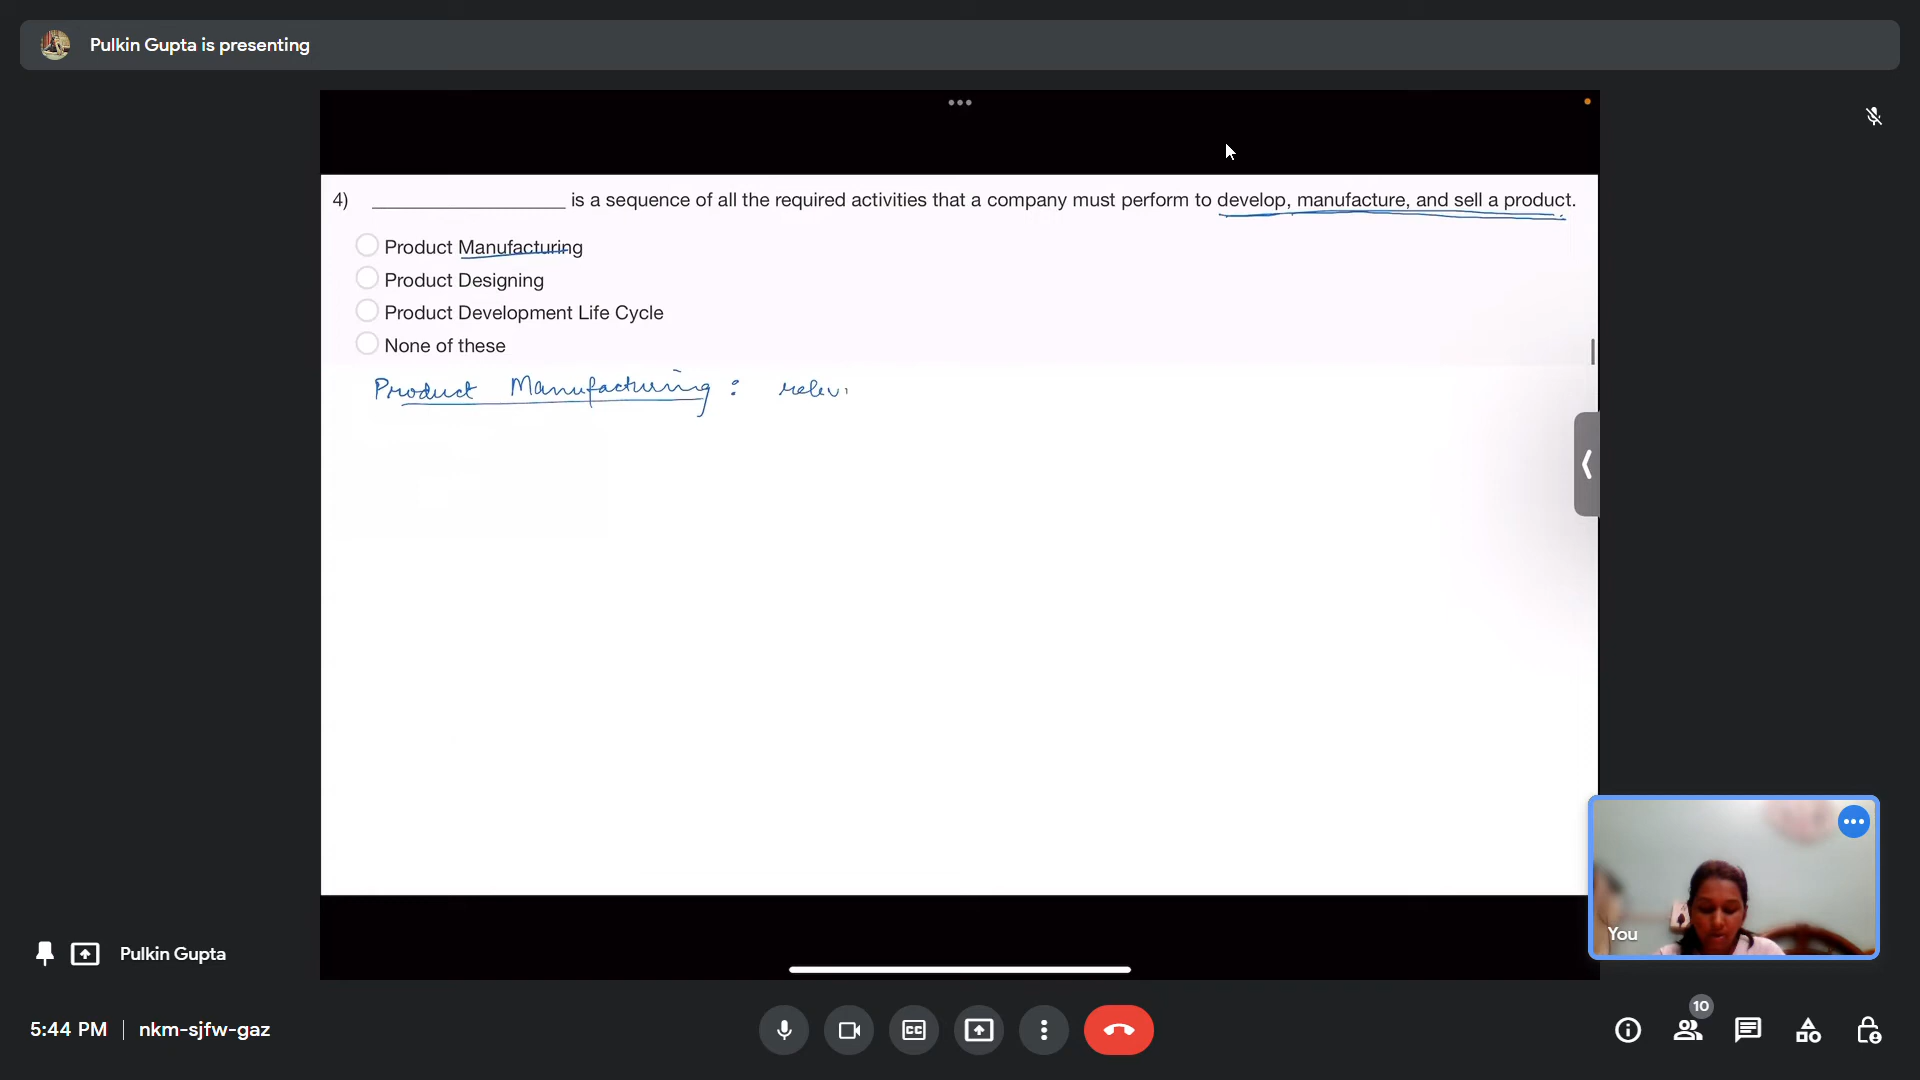 Pulkin Gupta is presenting
4) ________________ is a sequence of all the required activities that a company must perform to develop, manufacture, and sell a product.
Product Manufacturing
Product Designing
Product Development Life Cycle
None of these
Product Manufacturing : relev
You
Pulkin Gupta
10
5:44 PM | nkm-sjfw-gaz
CC